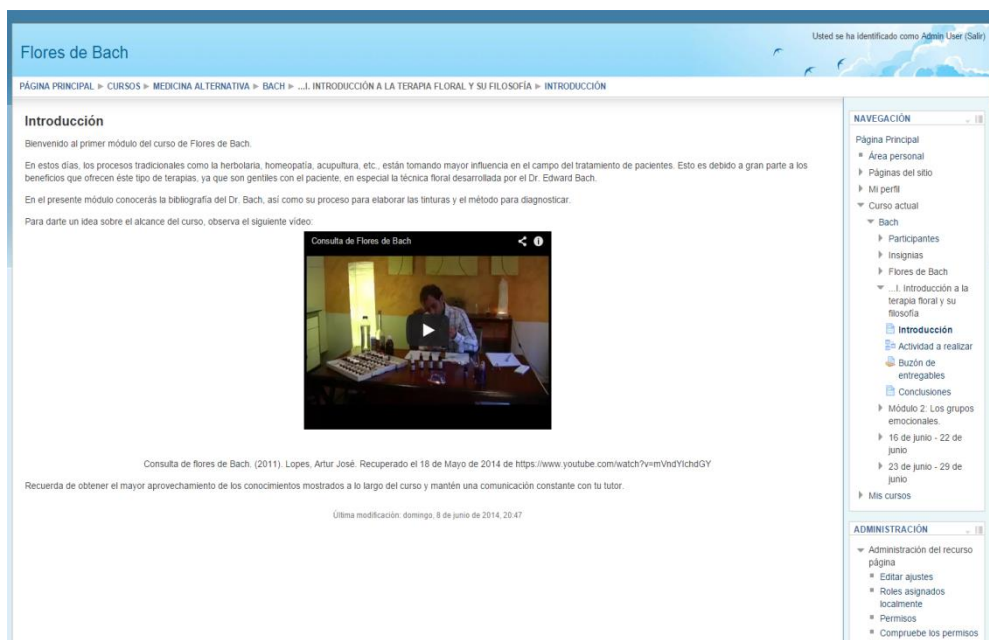 Usted se ha identificado como Admin User (Salir)
Flores de Bach
PÁGINA PRINCIPAL ► CURSOS ► MEDICINA ALTERNATIVA ► BACH ► ...I. INTRODUCCIÓN A LA TERAPIA FLORAL Y SU FILOSOFÍA ► INTRODUCCIÓN
Introducción
Bienvenido al primer módulo del curso de Flores de Bach.
En estos días, los procesos tradicionales como la herbolaria, homeopatía, acupultura, etc., están tomando mayor influencia en el campo del tratamiento de pacientes. Esto es debido a gran parte a los
beneficios que ofrecen éste tipo de terapias, ya que son gentiles con el paciente, en especial la técnica floral desarrollada por el Dr. Edward Bach.
En el presente módulo conocerás la bibliografía del Dr. Bach, así como su proceso para elaborar las tinturas y el método para diagnosticar.
Para darte un idea sobre el alcance del curso, observa el siguiente vídeo:
Consulta de Flores de Bach
Consulta de flores de Bach. (2011). Lopes, Artur José. Recuperado el 18 de Mayo de 2014 de https://www.youtube.com/watch?v=mVndYlchdGY
Recuerda de obtener el mayor aprovechamiento de los conocimientos mostrados a lo largo del curso y mantén una comunicación constante con tu tutor.
Última modificación: domingo, 8 de junio de 2014, 20:47
NAVEGACIÓN
Página Principal
Área personal
Páginas del sitio
Mi perfil
Curso actual
Bach
Participantes
Insignias
Flores de Bach
...I. Introducción a la
terapia floral y su
filosofía
Introducción
Actividad a realizar
Buzón de
entregables
Conclusiones
Módulo 2: Los grupos
emocionales.
16 de junio - 22 de
junio
23 de junio - 29 de
junio
Mis cursos
ADMINISTRACIÓN
Administración del recurso
página
Editar ajustes
Roles asignados
localmente
Permisos
Compruebe los permisos